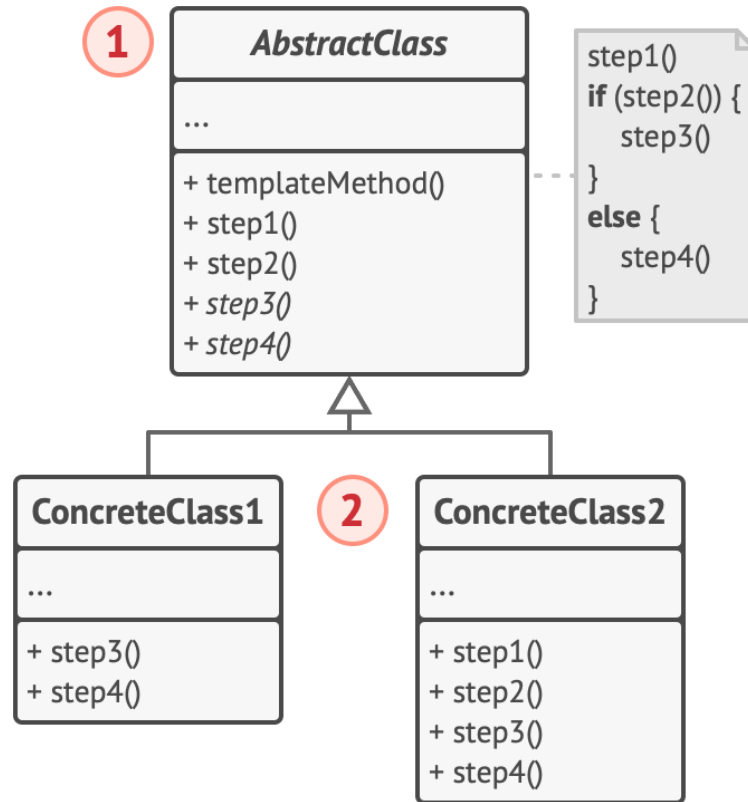 1
AbstractClass
...
+ templateMethod()
+ step1()
+ step2()
+ step3()
+ step4()
step1()
if (step2()) {
step3()
}
else {
step4()
}
2
ConcreteClass1
...
+ step3()
+ step4()
ConcreteClass2
...
+ step1()
+ step2()
+ step3()
+ step4()